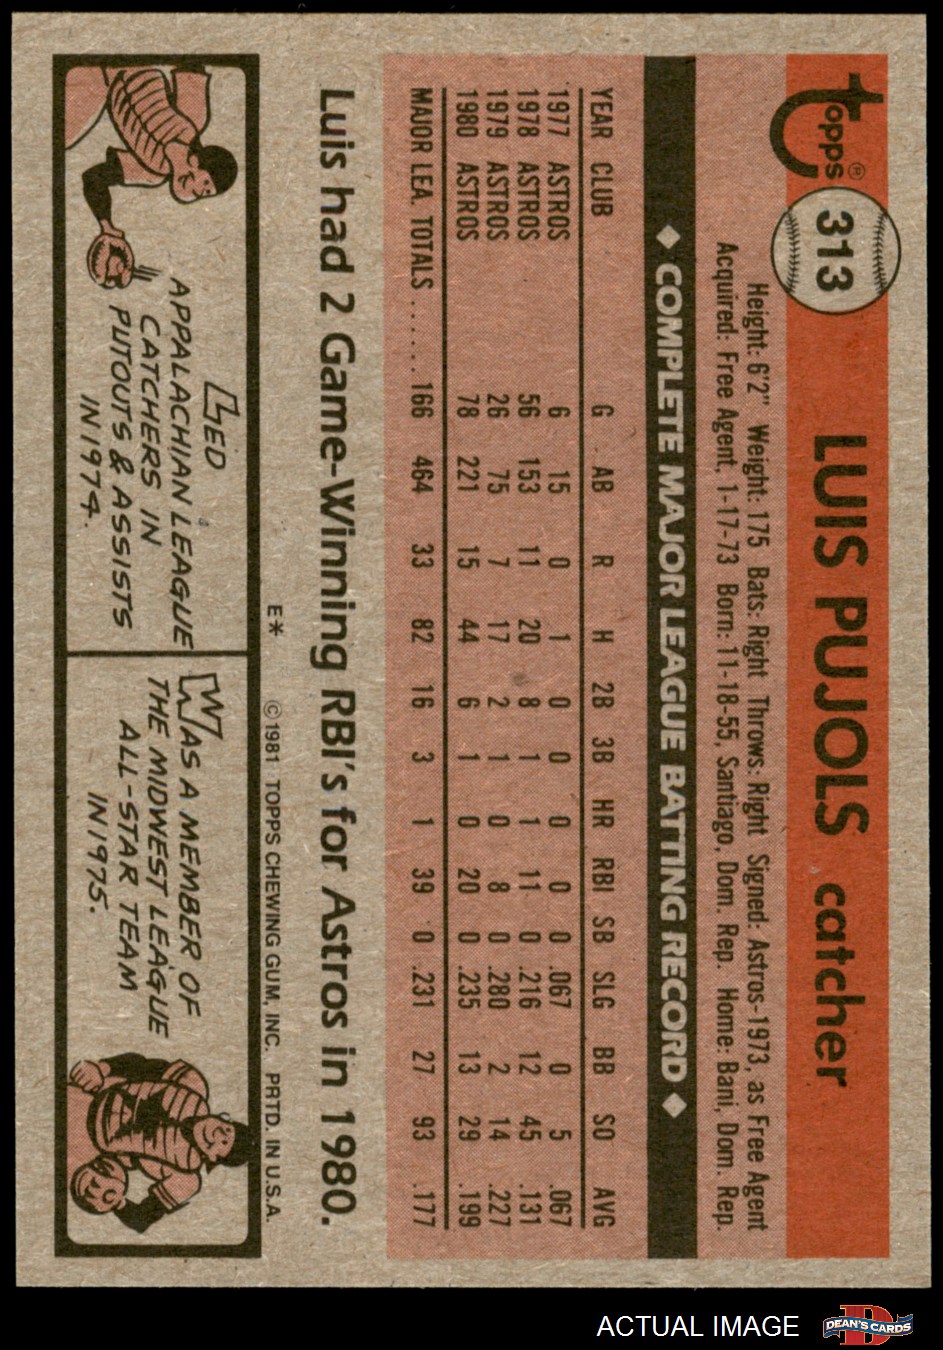 Topps® 313 LUIS PUJOLS catcher
Height: 6'2" Weight: 175 Bats: Right Throws: Right Signed: Astros-1973, as Free Agent
Acquired: Free Agent, 1-17-73 Born: 11-18-55, Santiago, Dom. Rep. Home: Bani, Dom. Rep.
◆ COMPLETE MAJOR LEAGUE BATTING RECORD ◆
YEAR CLUB G AB R H 2B 3B HR RBI SB SLG BB SO AVG
1977 ASTROS 6 15 0 1 0 0 0 0 0 .067 0 5 .067
1978 ASTROS 56 153 11 20 8 1 1 11 0 .216 12 45 .131
1979 ASTROS 26 75 7 17 2 1 0 8 0 .280 2 14 .227
1980 ASTROS 78 221 15 44 6 1 0 20 0 .235 13 29 .199
MAJOR LEA. TOTALS ...... 166 464 33 82 16 3 1 39 0 .231 27 93 .177
Luis had 2 Game-Winning RBI's for Astros in 1980.
E* ©1981 TOPPS CHEWING GUM, INC. PRTD. IN U.S.A.
LED
APPALACHIAN LEAGUE
CATCHERS IN
PUTOUTS & ASSISTS
IN 1974.
WAS A MEMBER OF
THE MIDWEST LEAGUE
ALL-STAR TEAM
IN 1975.
ACTUAL IMAGE
DEAN'S CARDS